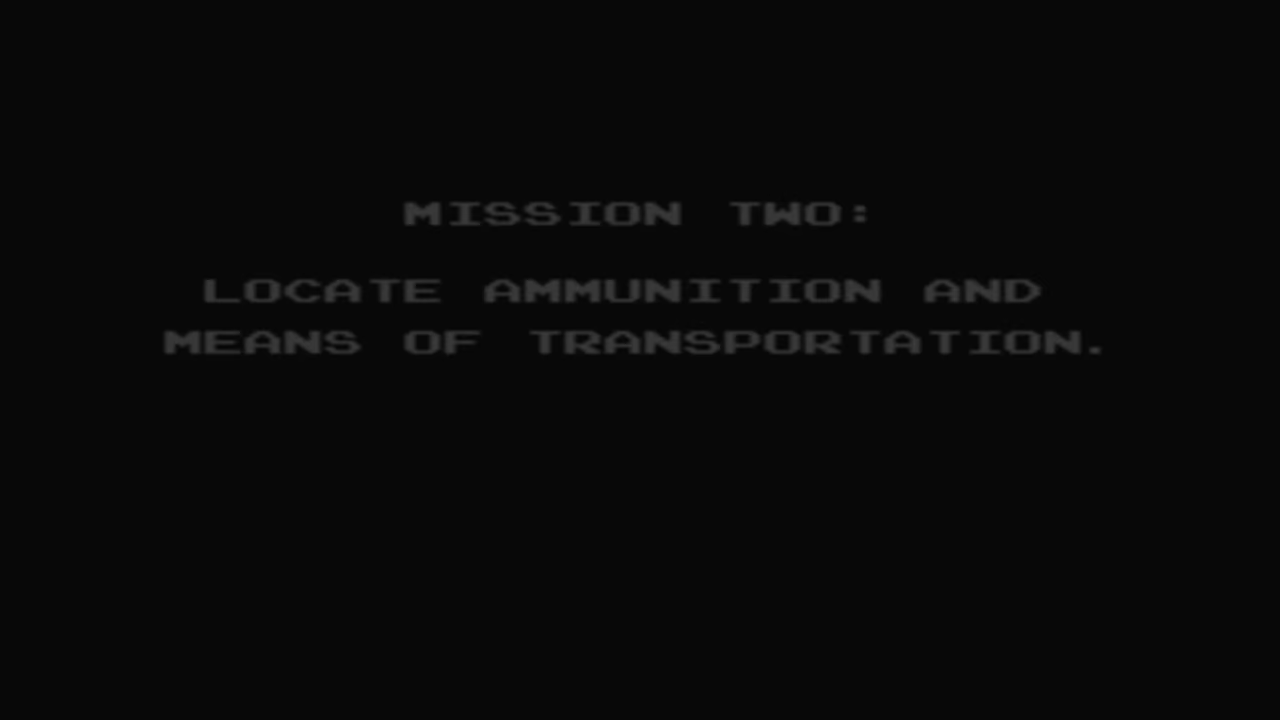 MISSION TWO:
LOCATE AMMUNITION AND
MEANS OF TRANSPORTATION.